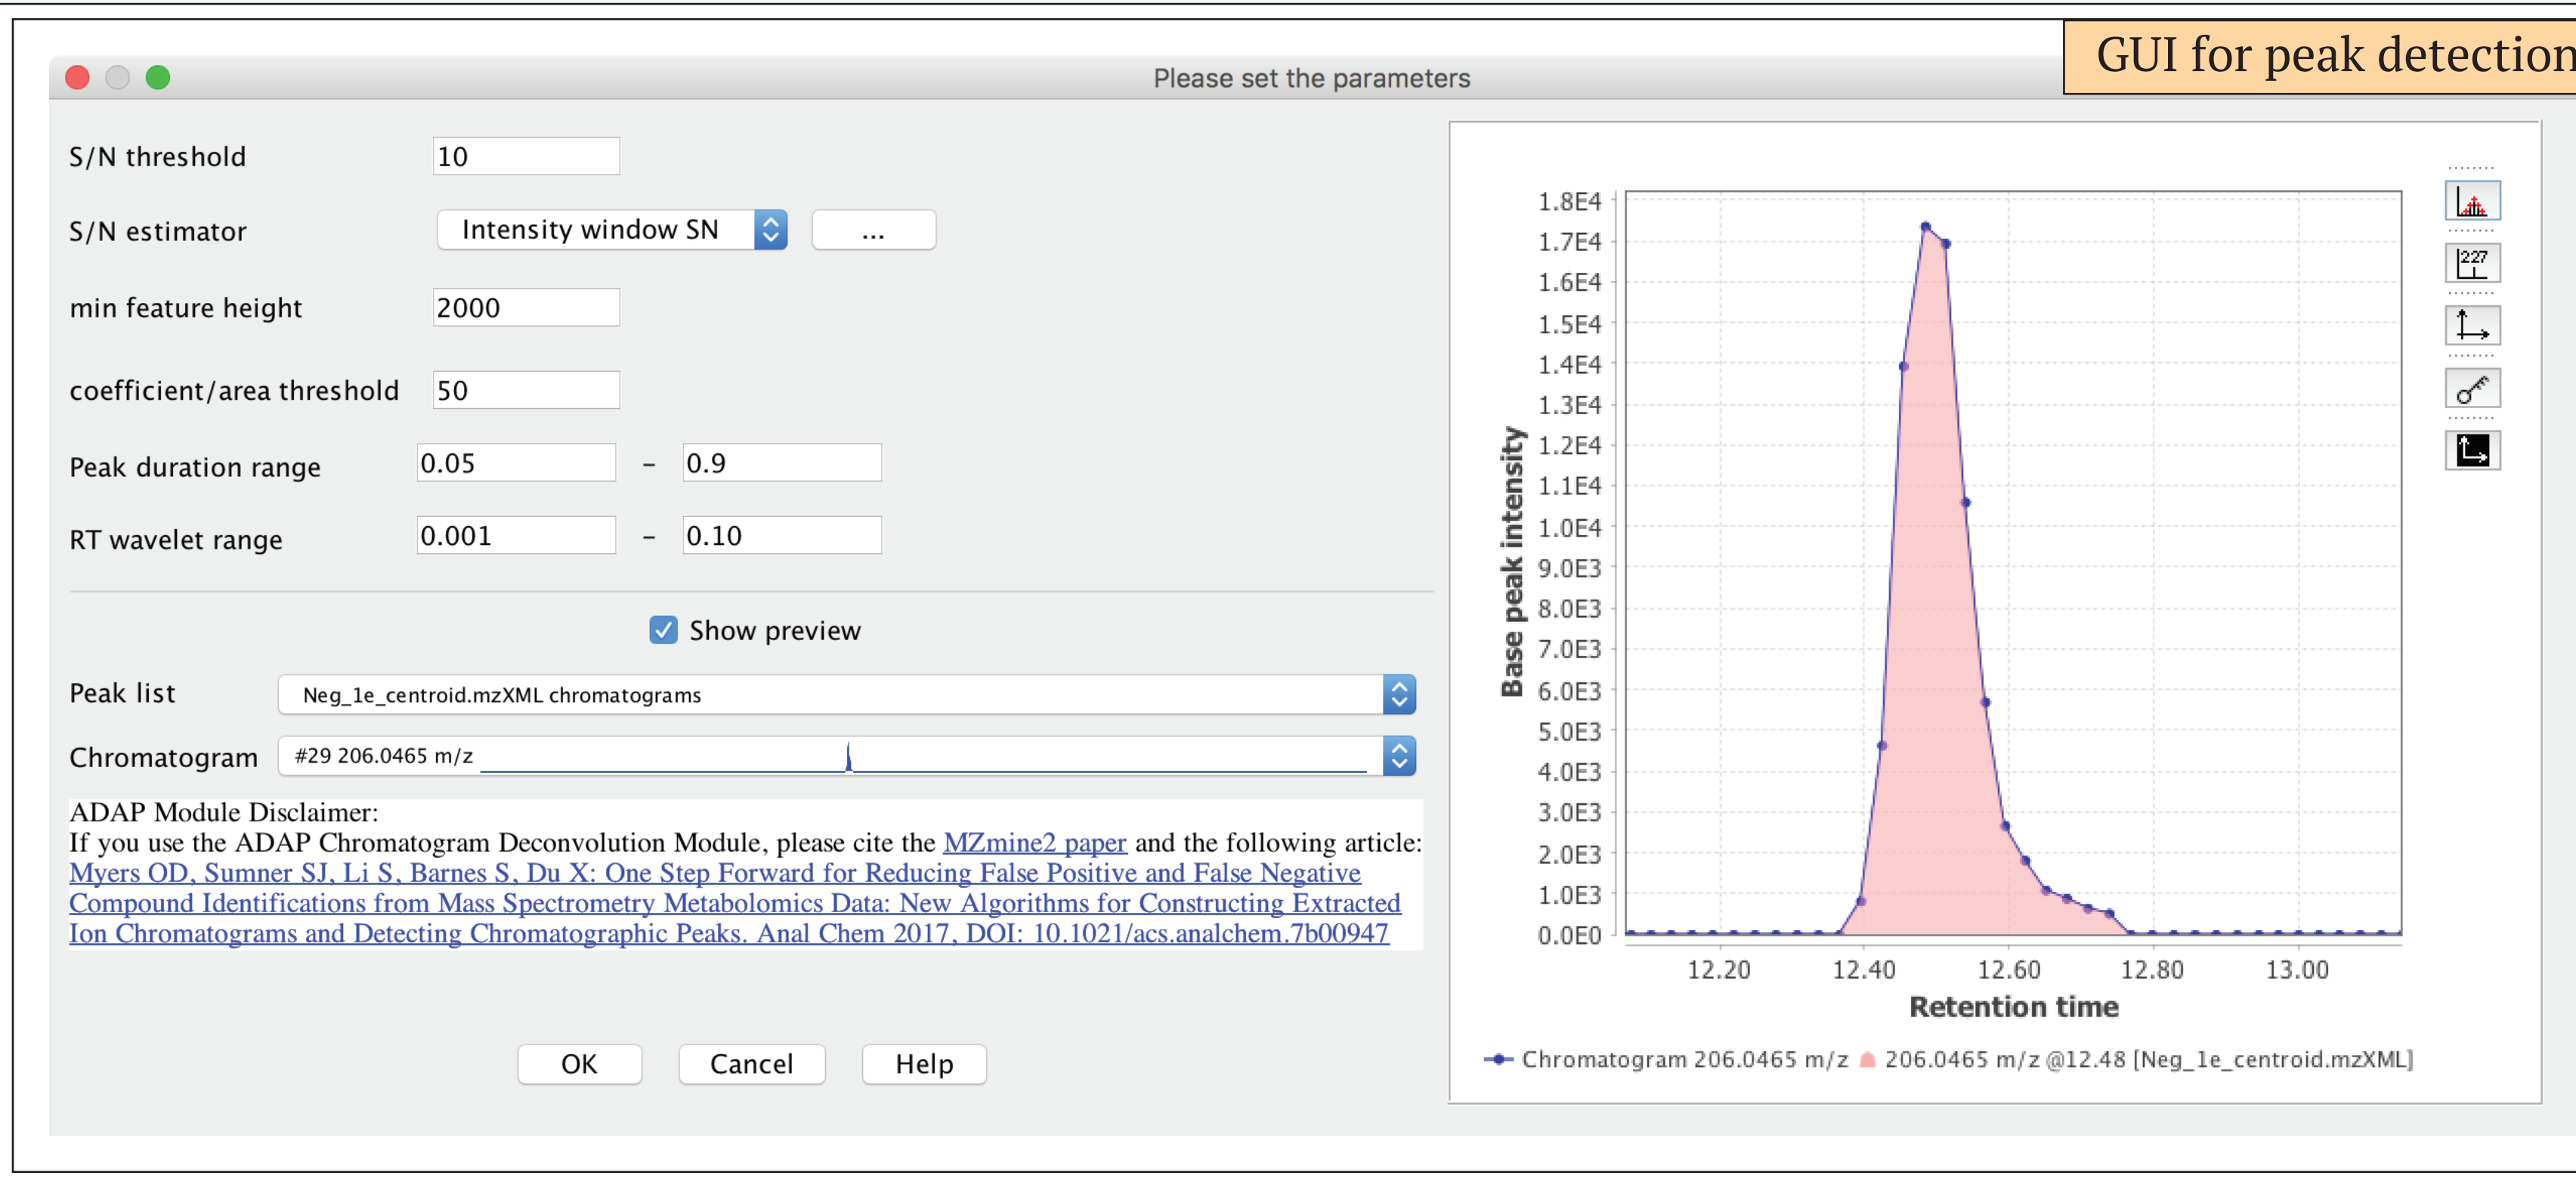 GUI for peak detection
Please set the parameters
S/N threshold 10
S/N estimator Intensity window SN ...
min feature height 2000
coefficient/area threshold 50
Peak duration range 0.05 – 0.9
RT wavelet range 0.001 – 0.10
Show preview
Peak list Neg_1e_centroid.mzXML chromatograms
Chromatogram #29 206.0465 m/z
ADAP Module Disclaimer:
If you use the ADAP Chromatogram Deconvolution Module, please cite the MZmine2 paper and the following article:
Myers OD, Sumner SJ, Li S, Barnes S, Du X: One Step Forward for Reducing False Positive and False Negative
Compound Identifications from Mass Spectrometry Metabolomics Data: New Algorithms for Constructing Extracted
Ion Chromatograms and Detecting Chromatographic Peaks. Anal Chem 2017, DOI: 10.1021/acs.analchem.7b00947
OK Cancel Help
Base peak intensity
1.8E4
1.7E4
1.6E4
1.5E4
1.4E4
1.3E4
1.2E4
1.1E4
1.0E4
9.0E3
8.0E3
7.0E3
6.0E3
5.0E3
4.0E3
3.0E3
2.0E3
1.0E3
0.0E0
12.20 12.40 12.60 12.80 13.00
Retention time
Chromatogram 206.0465 m/z 206.0465 m/z @12.48 [Neg_1e_centroid.mzXML]
227